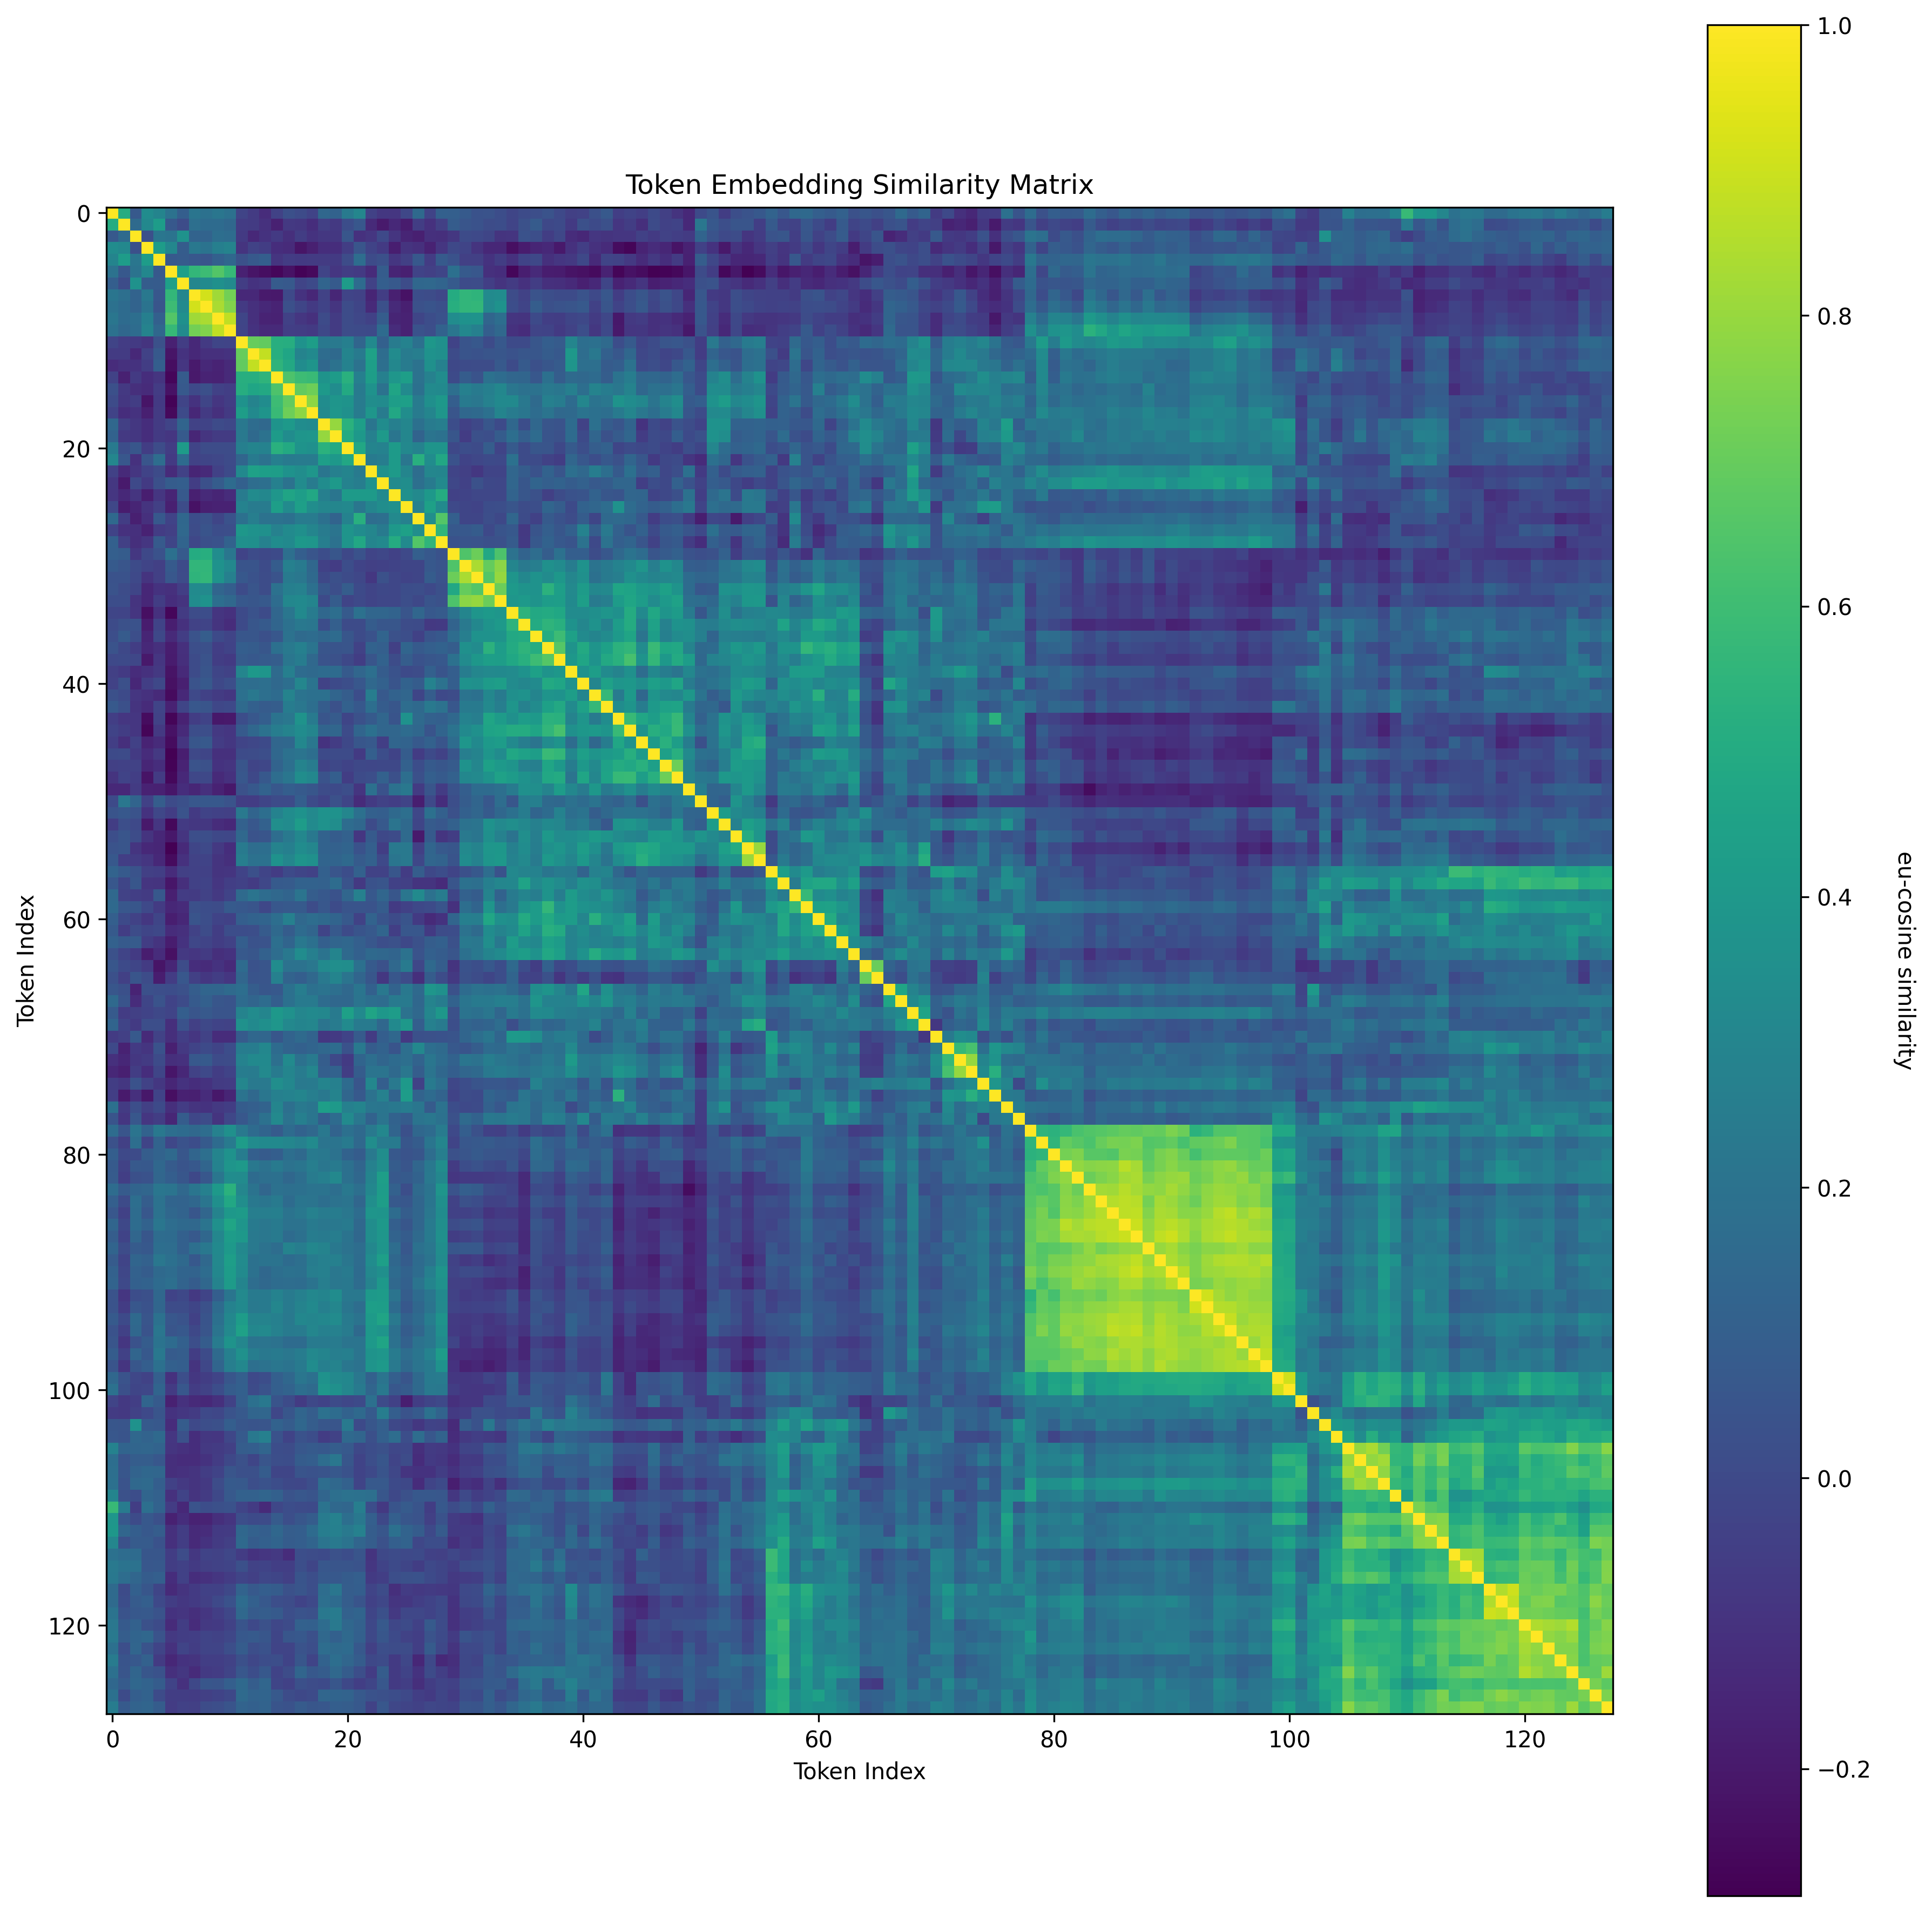 Token Embedding Similarity Matrix
1.0
0.8
0.6
0.4
0.2
0.0
−0.2
eu-cosine similarity
0
20
40
60
80
100
120
Token Index
0 20 40 60 80 100 120
Token Index